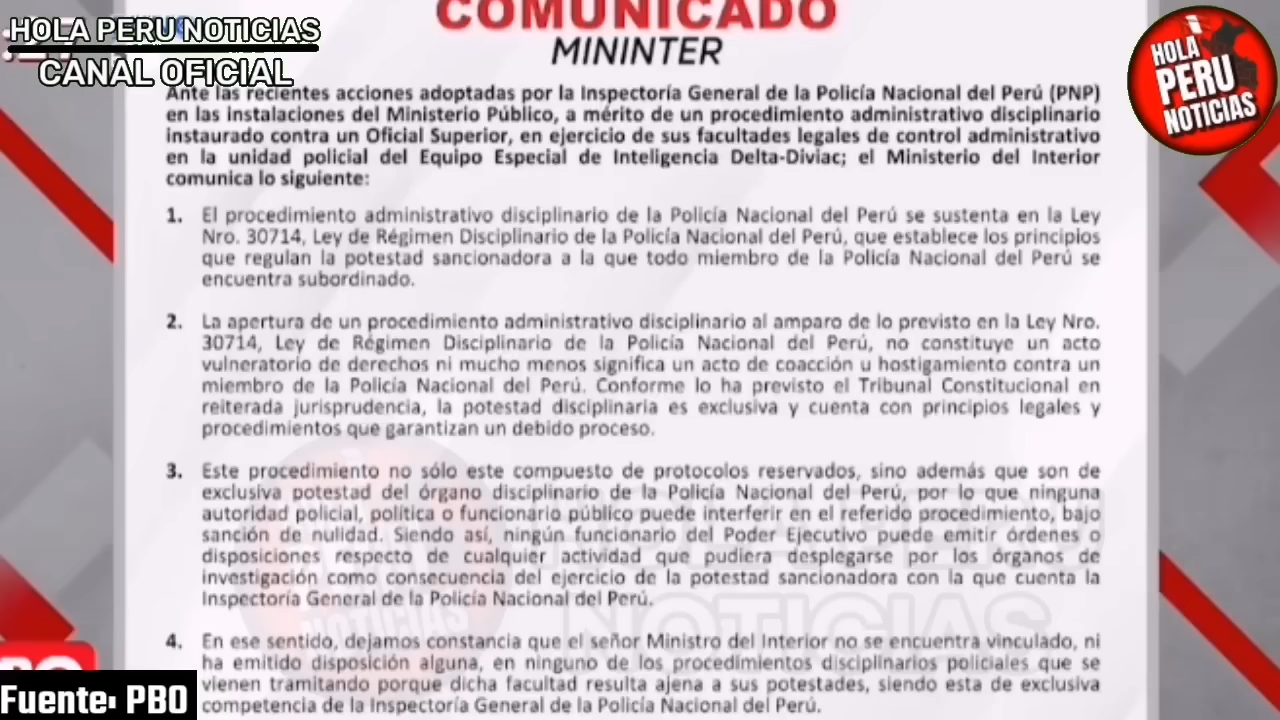 HOLA PERU NOTICIAS
CANAL OFICIAL
COMUNICADO
MININTER
HOLA
PERU
NOTICIAS
Ante las recientes acciones adoptadas por la Inspectoría General de la Policía Nacional del Perú (PNP)
en las instalaciones del Ministerio Público, a mérito de un procedimiento administrativo disciplinario
instaurado contra un Oficial Superior, en ejercicio de sus facultades legales de control administrativo
en la unidad policial del Equipo Especial de Inteligencia Delta-Diviac; el Ministerio del Interior
comunica lo siguiente:
1. El procedimiento administrativo disciplinario de la Policía Nacional del Perú se sustenta en la Ley
Nro. 30714, Ley de Régimen Disciplinario de la Policía Nacional del Perú, que establece los principios
que regulan la potestad sancionadora a la que todo miembro de la Policía Nacional del Perú se
encuentra subordinado.
2. La apertura de un procedimiento administrativo disciplinario al amparo de lo previsto en la Ley Nro.
30714, Ley de Régimen Disciplinario de la Policía Nacional del Perú, no constituye un acto
vulneratorio de derechos ni mucho menos significa un acto de coacción u hostigamiento contra un
miembro de la Policía Nacional del Perú. Conforme lo ha previsto el Tribunal Constitucional en
reiterada jurisprudencia, la potestad disciplinaria es exclusiva y cuenta con principios legales y
procedimientos que garantizan un debido proceso.
3. Este procedimiento no sólo este compuesto de protocolos reservados, sino además que son de
exclusiva potestad del órgano disciplinario de la Policía Nacional del Perú, por lo que ninguna
autoridad policial, política o funcionario público puede interferir en el referido procedimiento, bajo
sanción de nulidad. Siendo así, ningún funcionario del Poder Ejecutivo puede emitir órdenes o
disposiciones respecto de cualquier actividad que pudiera desplegarse por los órganos de
investigación como consecuencia del ejercicio de la potestad sancionadora con la que cuenta la
Inspectoría General de la Policía Nacional del Perú.
NOTICIAS
NOTICIAS
4. En ese sentido, dejamos constancia que el señor Ministro del Interior no se encuentra vinculado, ni
ha emitido disposición alguna, en ninguno de los procedimientos disciplinarios policiales que se
vienen tramitando porque dicha facultad resulta ajena a sus potestades, siendo esta de exclusiva
competencia de la Inspectoría General de la Policía Nacional del Perú.
Fuente: PBO